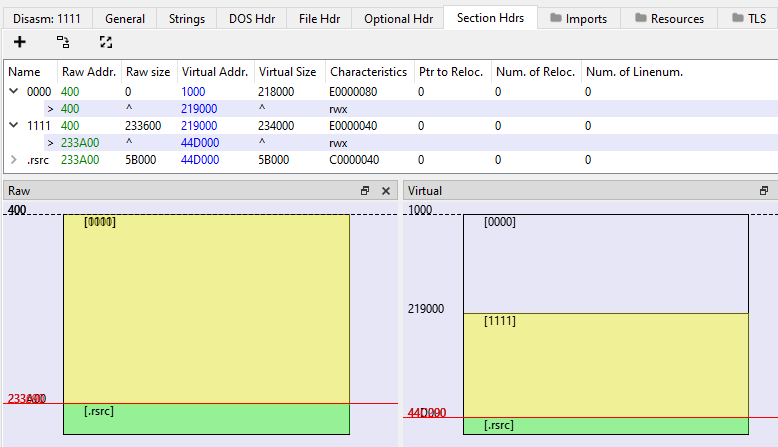 Disasm: 1111 General Strings DOS Hdr File Hdr Optional Hdr Section Hdrs Imports Resources TLS
Name Raw Addr. Raw size Virtual Addr. Virtual Size Characteristics Ptr to Reloc. Num. of Reloc. Num. of Linenum.
0000 400 0 1000 218000 E0000080 0 0 0
> 400 ^ 219000 ^ rwx
1111 400 233600 219000 234000 E0000040 0 0 0
> 233A00 ^ 44D000 ^ rwx
> .rsrc 233A00 5B000 44D000 5B000 C0000040 0 0 0
Raw Virtual
400 1000
[1111] [0000]
219000
[1111]
[.rsrc]
44D000
[.rsrc]